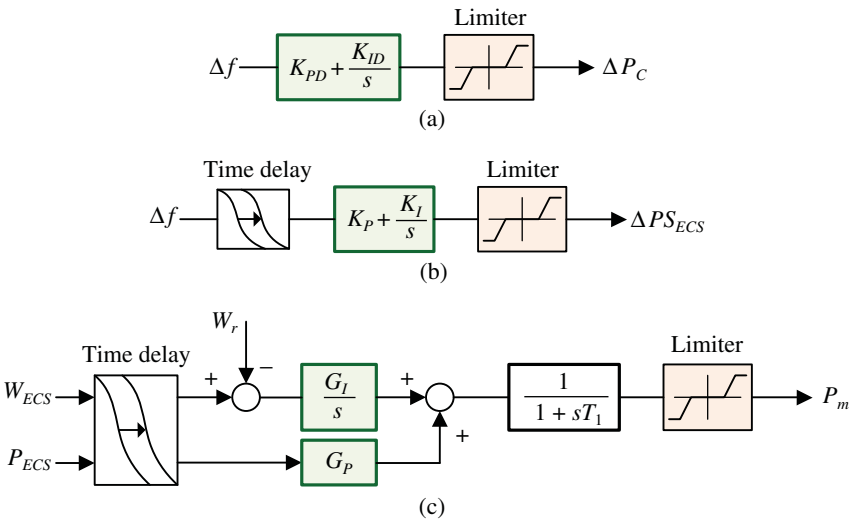 Limiter
Δf
K_PD + K_ID/s
ΔP_C
(a)
Time delay
Limiter
Δf
K_P + K_I/s
ΔPS_ECS
(b)
W_r
Time delay
Limiter
W_ECS
+
−
G_I/s
+
1/(1 + sT_1)
P_m
P_ECS
G_P
+
(c)